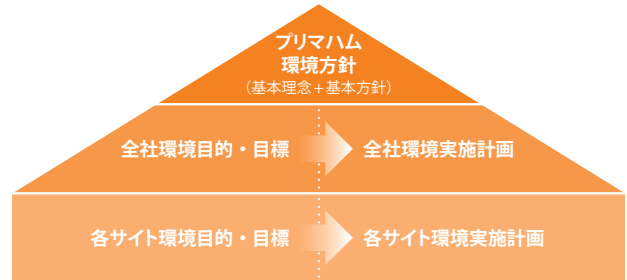 プリマハム
環境方針
（基本理念+基本方針）
全社環境目的・目標 全社環境実施計画
各サイト環境目的・目標 各サイト環境実施計画